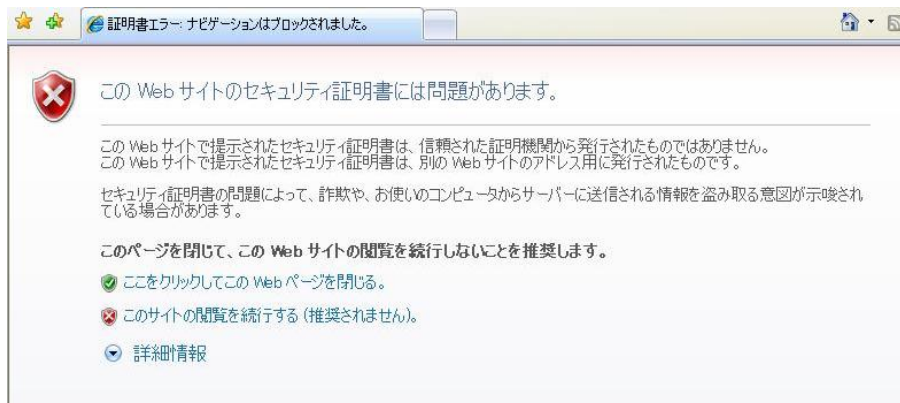 証明書エラー: ナビゲーションはブロックされました。
この Web サイトのセキュリティ証明書には問題があります。
この Web サイトで提示されたセキュリティ証明書は、信頼された証明機関から発行されたものではありません。
この Web サイトで提示されたセキュリティ証明書は、別の Web サイトのアドレス用に発行されたものです。
セキュリティ証明書の問題によって、詐欺や、お使いのコンピュータからサーバーに送信される情報を盗み取る意図が示唆され
ている場合があります。
このページを閉じて、この Web サイトの閲覧を続行しないことを推奨します。
ここをクリックしてこの Web ページを閉じる。
このサイトの閲覧を続行する (推奨されません)。
詳細情報